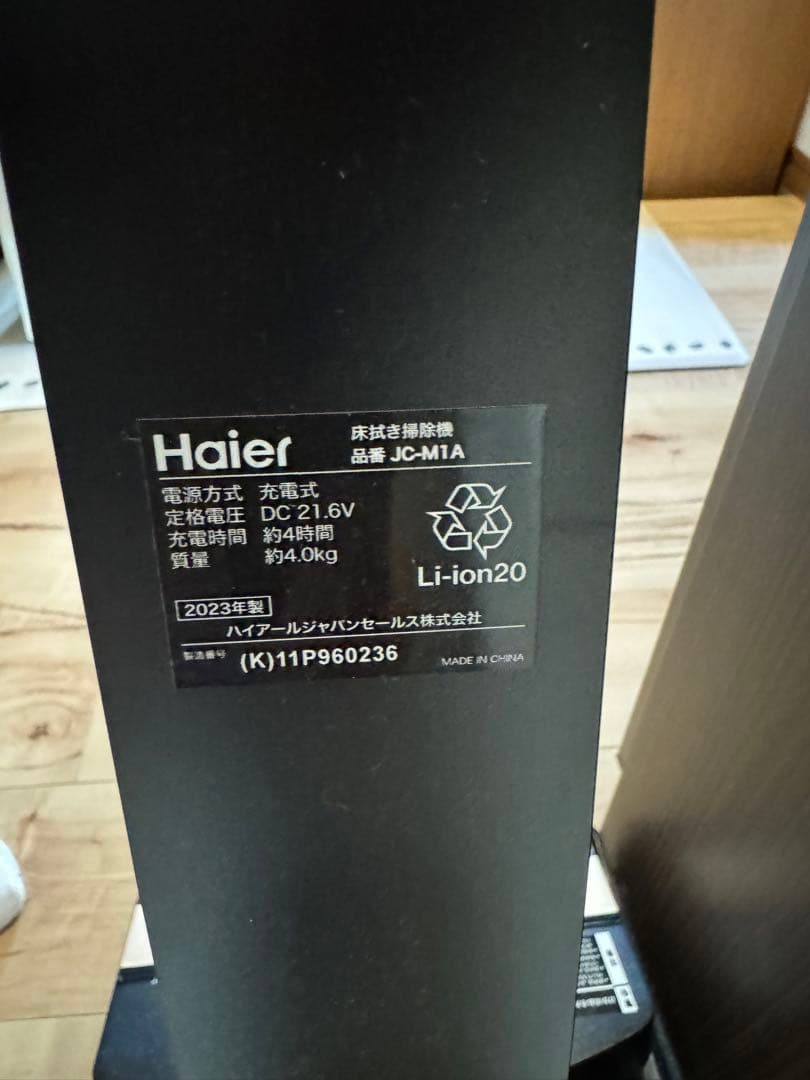 Haier 床拭き掃除機
品番 JC-M1A
電源方式 充電式
定格電圧 DC 21.6V
充電時間 約4時間
質量 約4.0kg
Li-ion20
2023年製
ハイアールジャパンセールス株式会社
製造番号 (K)11P960236 MADE IN CHINA